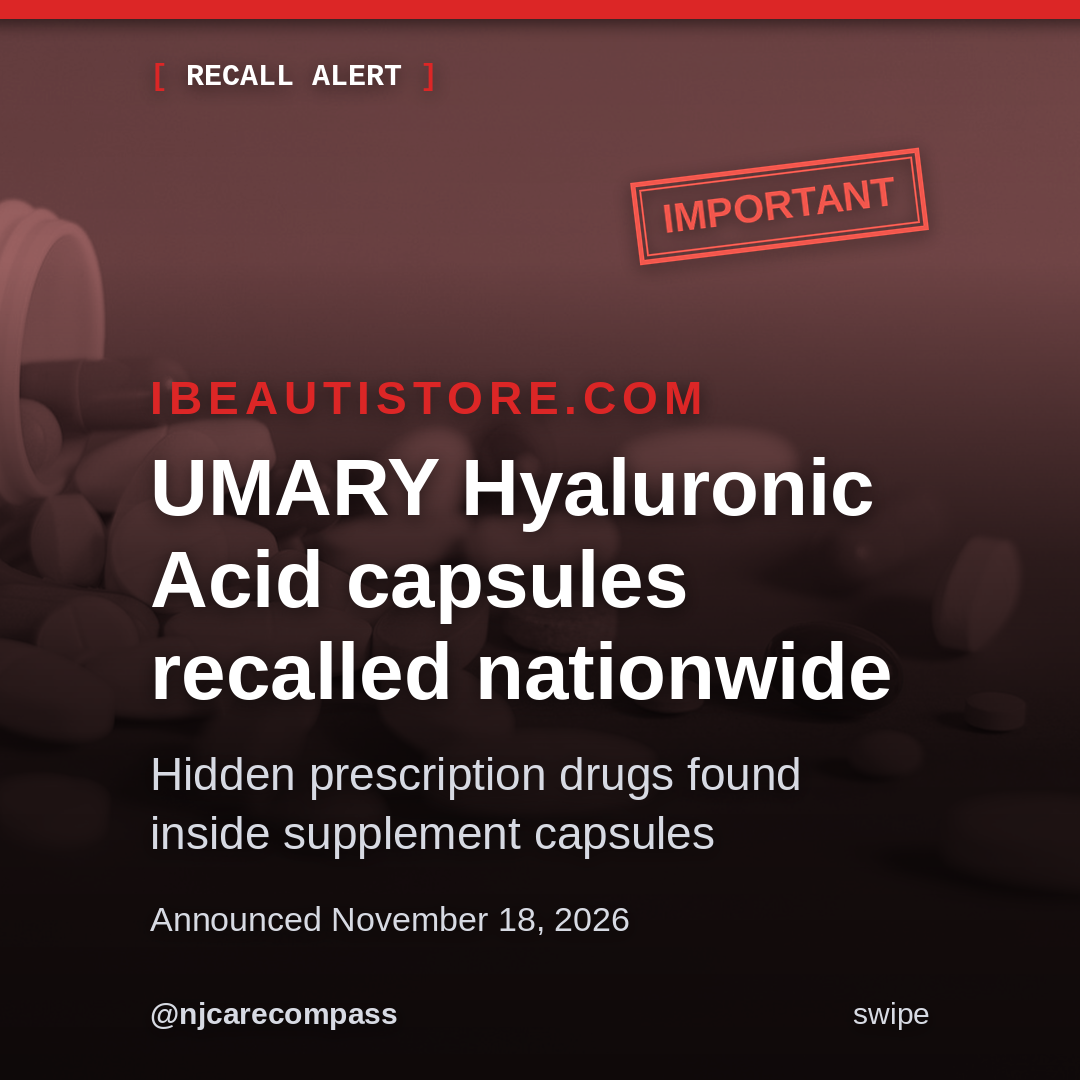 [ RECALL ALERT ]
IMPORTANT
IBEAUTISTORE.COM
UMARY Hyaluronic
Acid capsules
recalled nationwide
Hidden prescription drugs found
inside supplement capsules
Announced November 18, 2026
@njcarecompass
swipe